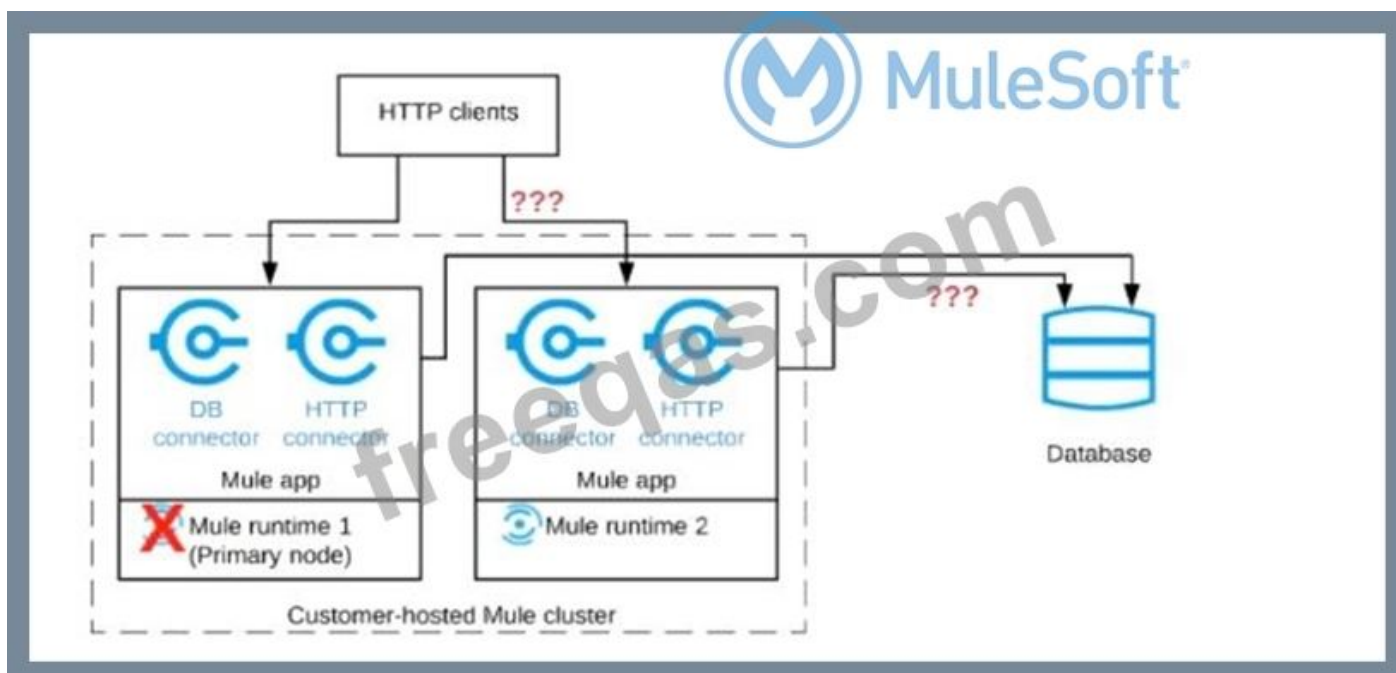 MuleSoft
HTTP clients
???
???
DB
connector
HTTP
connector
Mule app
Mule runtime 1
(Primary node)
DB
connector
HTTP
connector
Mule app
Mule runtime 2
Database
Customer-hosted Mule cluster
freeqas.com